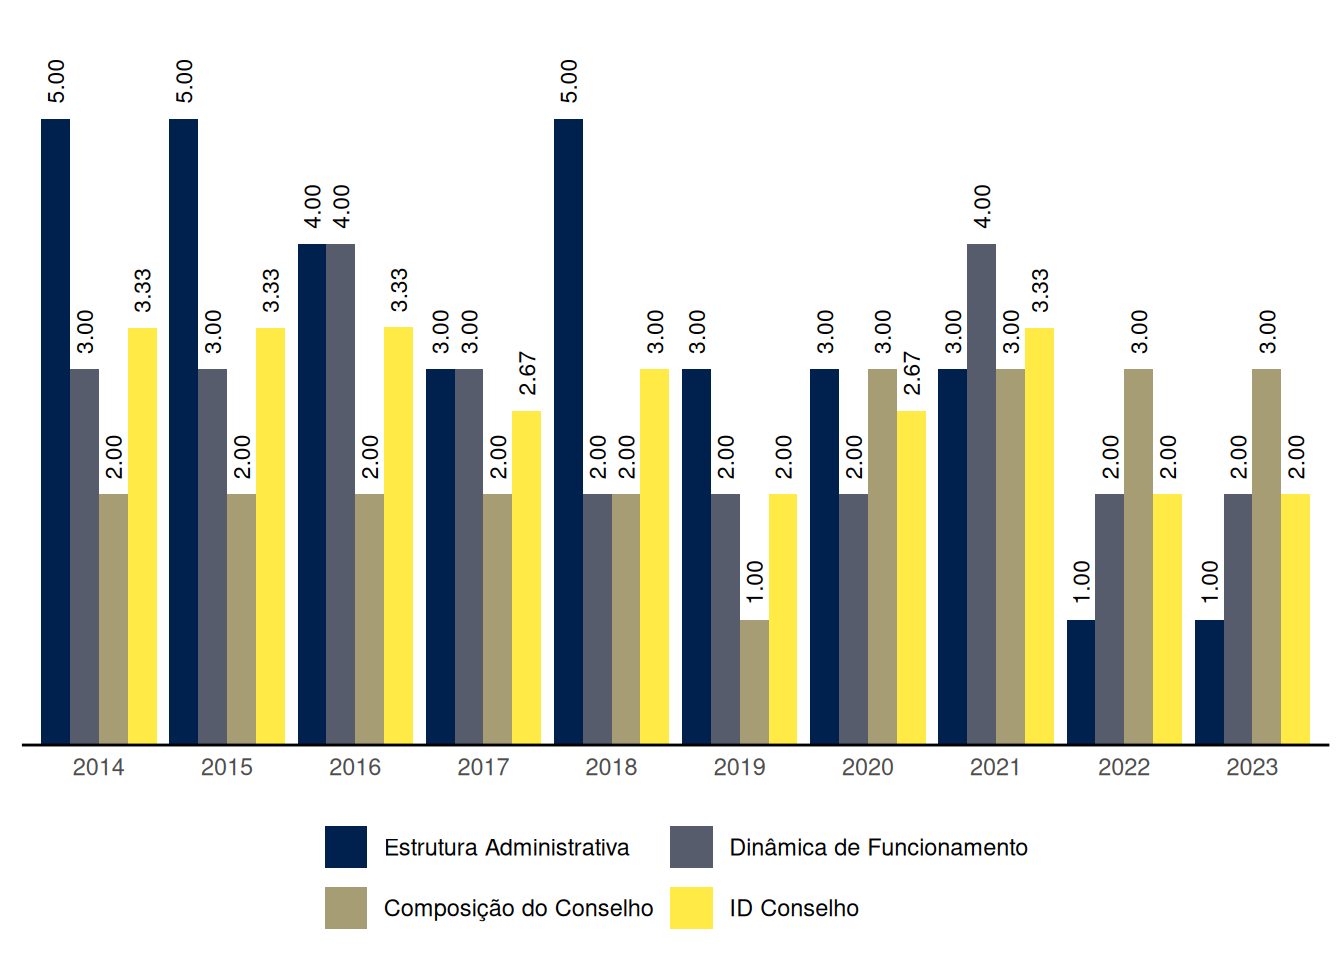 5.00 3.00 2.00 3.33 5.00 3.00 2.00 3.33 4.00 4.00 2.00 3.33 3.00 3.00 2.00 2.67 5.00 2.00 2.00 3.00 3.00 2.00 1.00 2.00 3.00 2.00 3.00 2.67 3.00 4.00 3.00 3.33 1.00 2.00 3.00 2.00 1.00 2.00 3.00 2.00
2014 2015 2016 2017 2018 2019 2020 2021 2022 2023
Estrutura Administrativa Dinâmica de Funcionamento
Composição do Conselho ID Conselho